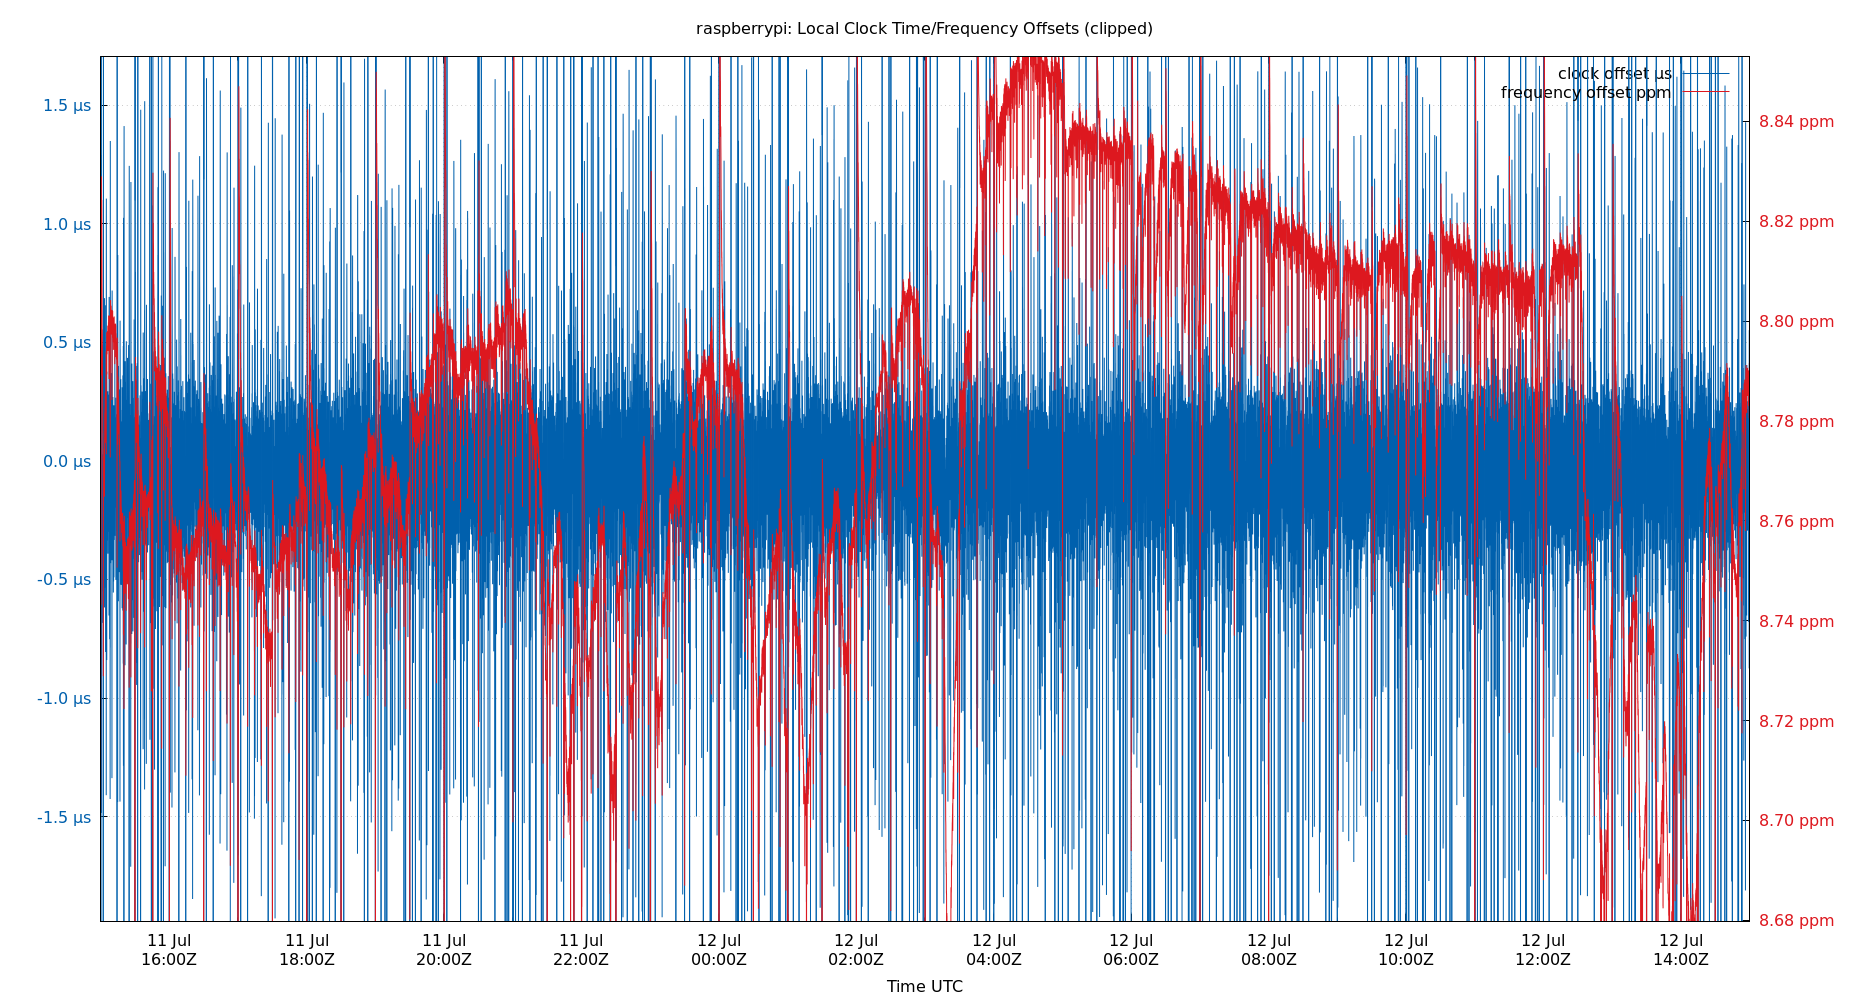 raspberrypi: Local Clock Time/Frequency Offsets (clipped)
clock offset µs
frequency offset ppm
1.5 µs
1.0 µs
0.5 µs
0.0 µs
-0.5 µs
-1.0 µs
-1.5 µs
8.84 ppm
8.82 ppm
8.80 ppm
8.78 ppm
8.76 ppm
8.74 ppm
8.72 ppm
8.70 ppm
8.68 ppm
11 Jul 11 Jul 11 Jul 11 Jul 12 Jul 12 Jul 12 Jul 12 Jul 12 Jul 12 Jul 12 Jul 12 Jul
16:00Z 18:00Z 20:00Z 22:00Z 00:00Z 02:00Z 04:00Z 06:00Z 08:00Z 10:00Z 12:00Z 14:00Z
Time UTC